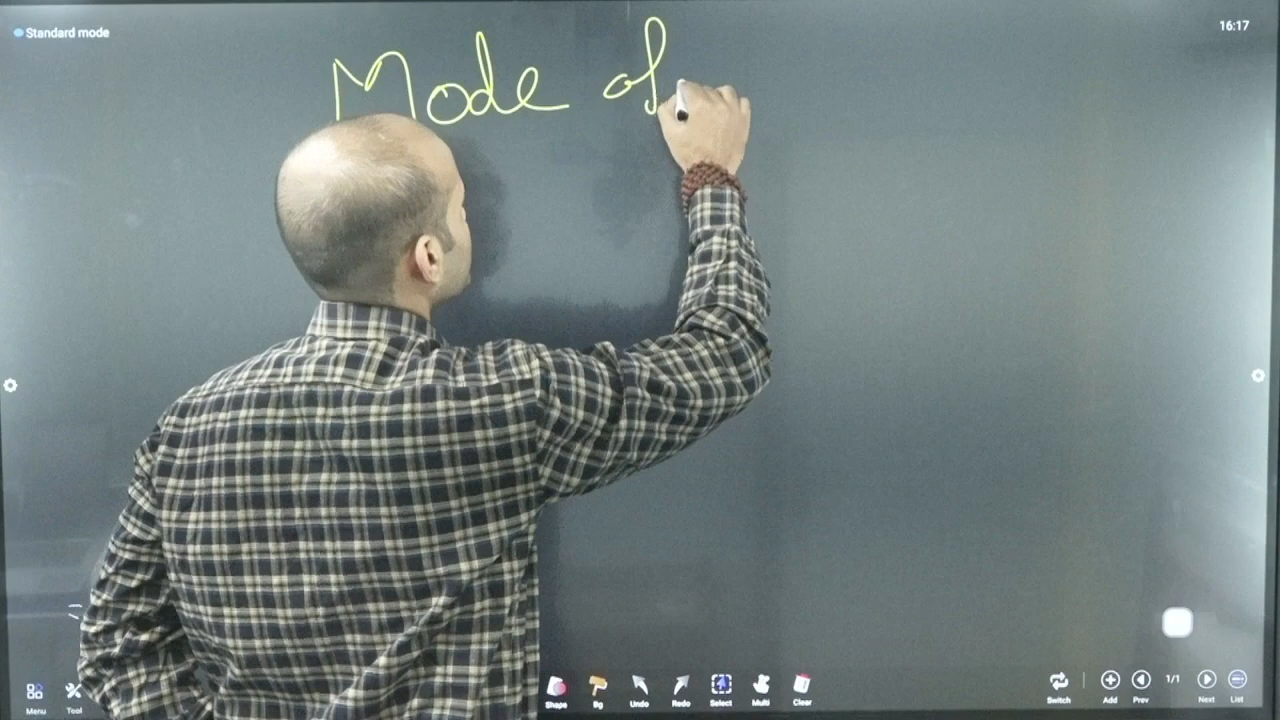 Standard mode
16:17
Mode of
Menu
Tool
Shape
Bg
Undo
Redo
Select
Multi
Clear
Switch
Add
Prev
1/1
Next
List